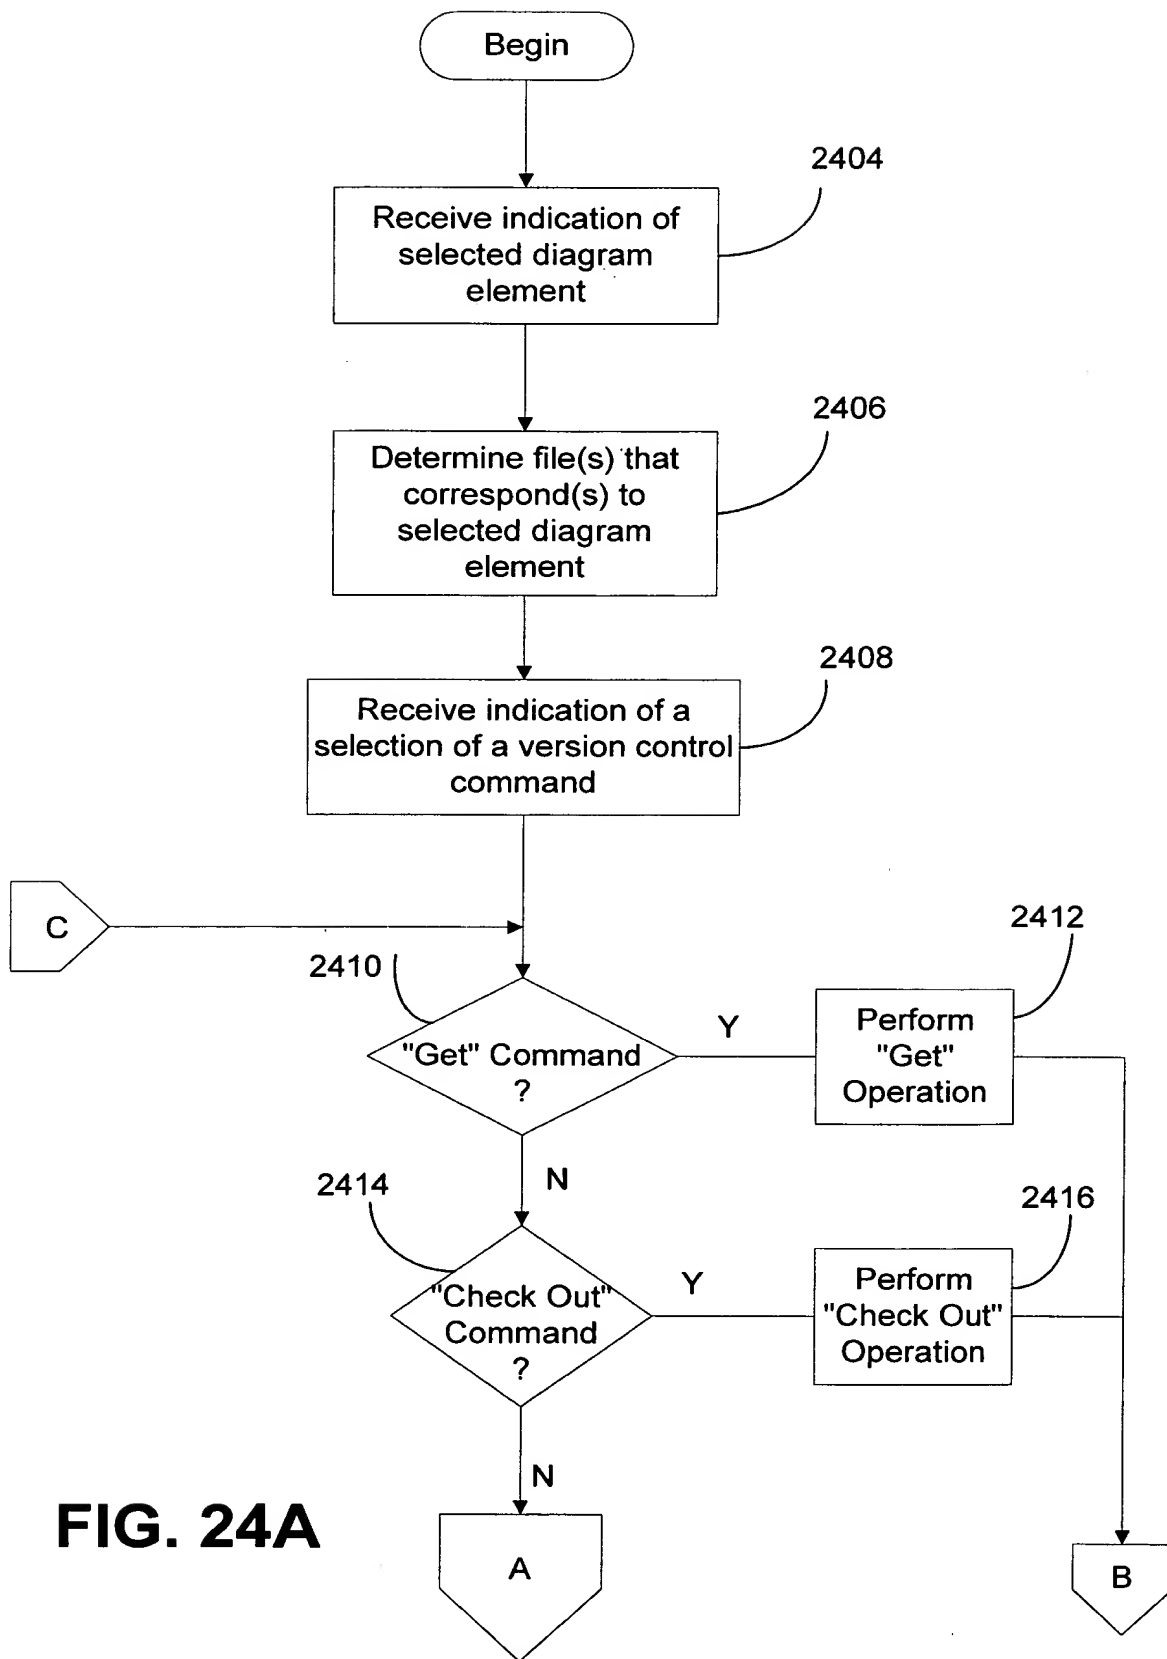 Begin
2404
Receive indication of
selected diagram
element
2406
Determine file(s) that
correspond(s) to
selected diagram
element
2408
Receive indication of a
selection of a version control
command
C
2410
"Get" Command
?
Y
2412
Perform
"Get"
Operation
N
2414
"Check Out"
Command
?
Y
2416
Perform
"Check Out"
Operation
N
FIG. 24A
A
B